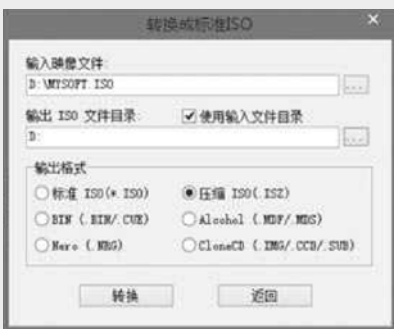 转换成标准ISO
×
输入映像文件:
D:\MYSOFT.ISO
...
输出 ISO 文件目录: 使用输入文件目录
D:
...
输出格式
标准 ISO(*.ISO) 压缩 ISO(.ISZ)
BIN (.BIN/.CUE) Alcohol (.MDF/.MDS)
Nero (.NRG) CloneCD (.IMG/.CCD/.SUB)
转换 返回